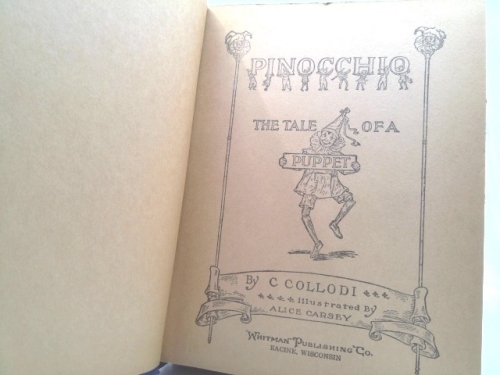 PINOCCHIO
THE TALE OF A
PUPPET
By C COLLODI
Illustrated By
ALICE CARSEY
WHITMAN PUBLISHING CO.
RACINE, WISCONSIN